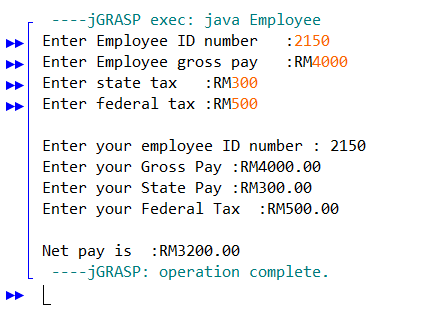 ----jGRASP exec: java Employee
Enter Employee ID number   :2150
Enter Employee gross pay   :RM4000
Enter state tax   :RM300
Enter federal tax :RM500
Enter your employee ID number : 2150
Enter your Gross Pay :RM4000.00
Enter your State Pay :RM300.00
Enter your Federal Tax  :RM500.00
Net pay is  :RM3200.00
----jGRASP: operation complete.